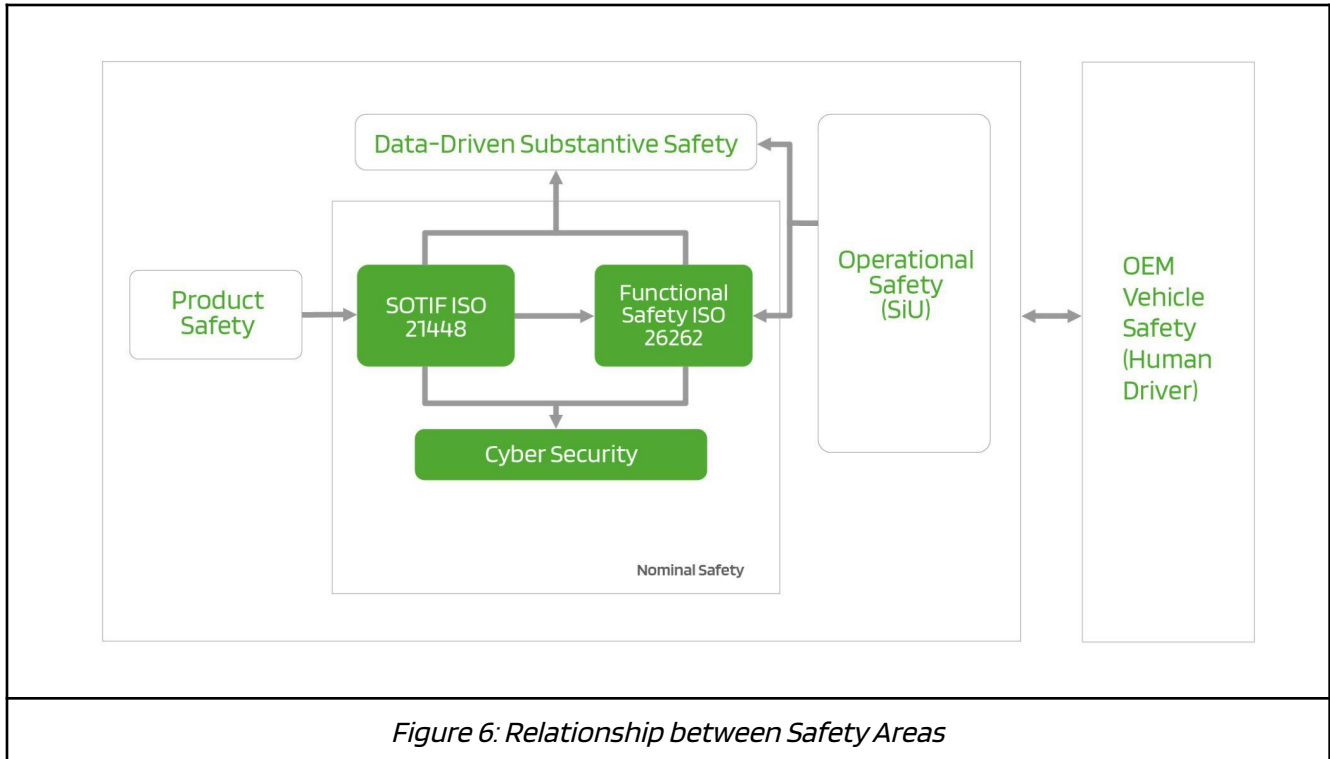 Data-Driven Substantive Safety
Product
Safety
SOTIF ISO
21448
Functional
Safety ISO
26262
Cyber Security
Nominal Safety
Operational
Safety
(SiU)
OEM
Vehicle
Safety
(Human
Driver)
Figure 6: Relationship between Safety Areas